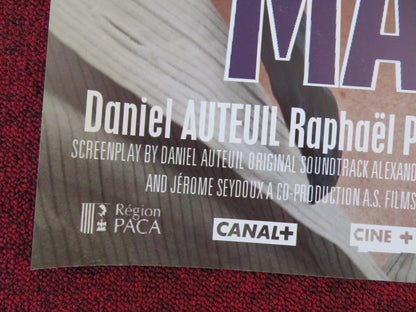 MA
Daniel AUTEUIL Raphaël P
SCREENPLAY BY DANIEL AUTEUIL ORIGINAL SOUNDTRACK ALEXAND
AND JÉROME SEYDOUX A CO-PRODUCTION A.S. FILMS
Région
PACA
CANAL+
CINE +